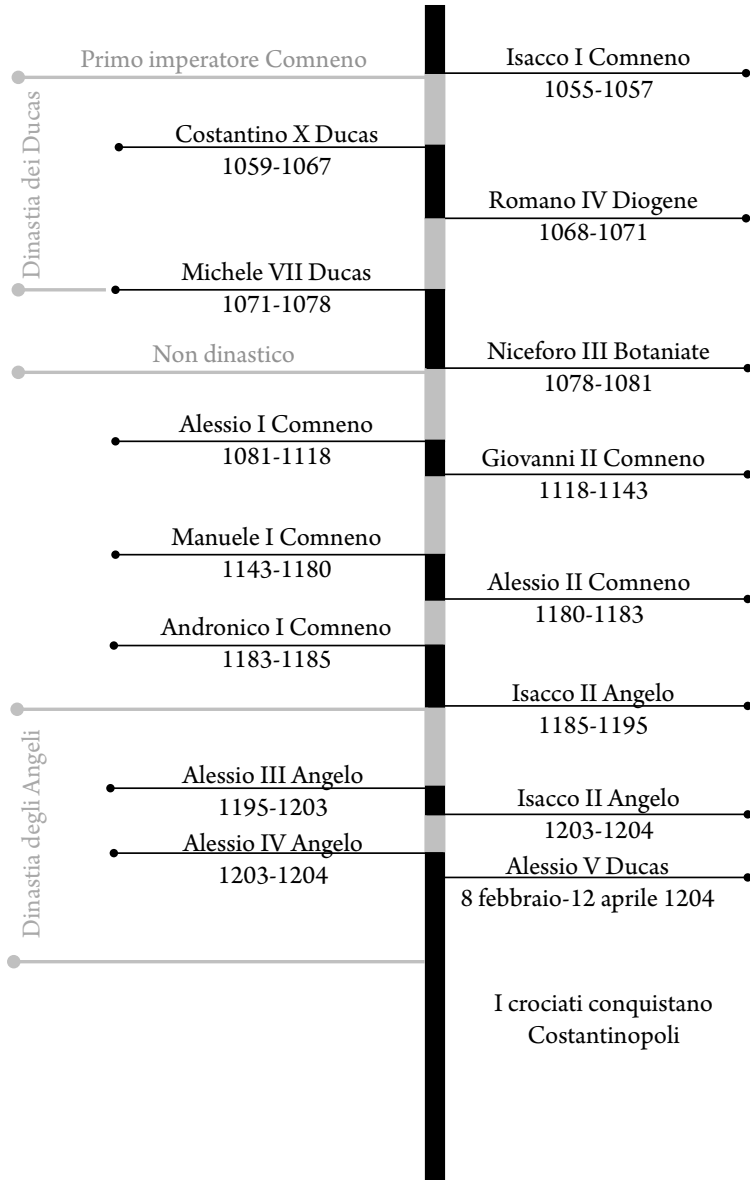 Primo imperatore Comneno
Isacco I Comneno
1055-1057
Dinastia dei Ducas
Costantino X Ducas
1059-1067
Romano IV Diogene
1068-1071
Michele VII Ducas
1071-1078
Non dinastico
Niceforo III Botaniate
1078-1081
Alessio I Comneno
1081-1118
Giovanni II Comneno
1118-1143
Manuele I Comneno
1143-1180
Alessio II Comneno
1180-1183
Andronico I Comneno
1183-1185
Isacco II Angelo
1185-1195
Dinastia degli Angeli
Alessio III Angelo
1195-1203
Isacco II Angelo
1203-1204
Alessio IV Angelo
1203-1204
Alessio V Ducas
8 febbraio-12 aprile 1204
I crociati conquistano
Costantinopoli